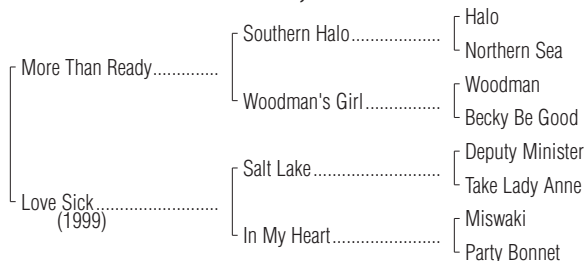 Halo
Southern Halo....................
Northern Sea
More Than Ready..............
Woodman
Woodman's Girl.................
Becky Be Good
Deputy Minister
Salt Lake...........................
Take Lady Anne
Love Sick..........................
(1999)
Miswaki
In My Heart.......................
Party Bonnet